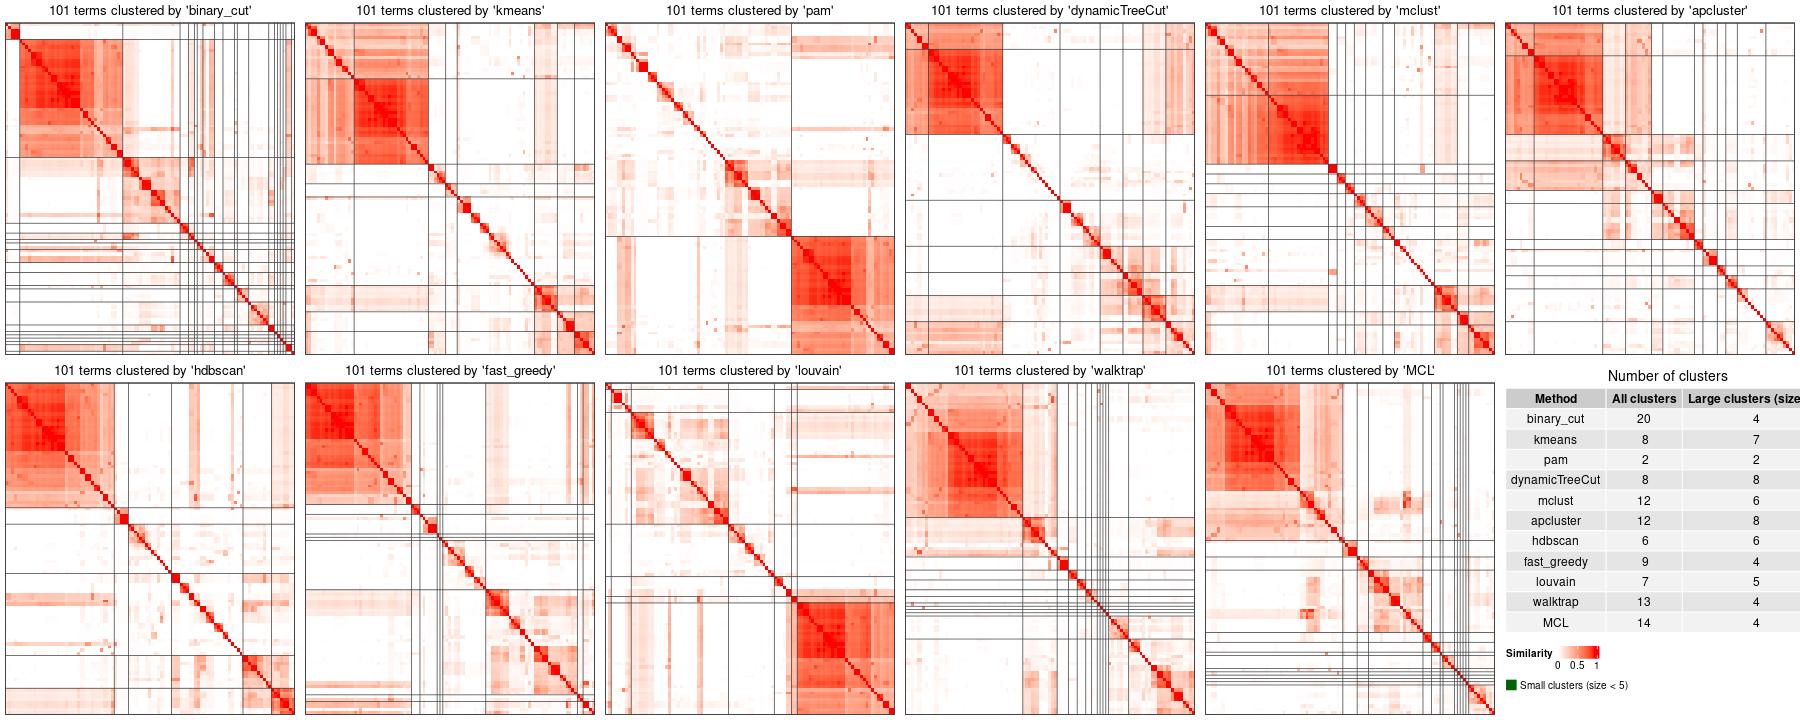 101 terms clustered by 'binary_cut'
101 terms clustered by 'kmeans'
101 terms clustered by 'pam'
101 terms clustered by 'dynamicTreeCut'
101 terms clustered by 'mclust'
101 terms clustered by 'apcluster'
101 terms clustered by 'hdbscan'
101 terms clustered by 'fast_greedy'
101 terms clustered by 'louvain'
101 terms clustered by 'walktrap'
101 terms clustered by 'MCL'
Number of clusters
Method All clusters Large clusters (size
binary_cut 20 4
kmeans 8 7
pam 2 2
dynamicTreeCut 8 8
mclust 12 6
apcluster 12 8
hdbscan 6 6
fast_greedy 9 4
louvain 7 5
walktrap 13 4
MCL 14 4
Similarity
0 0.5 1
Small clusters (size < 5)